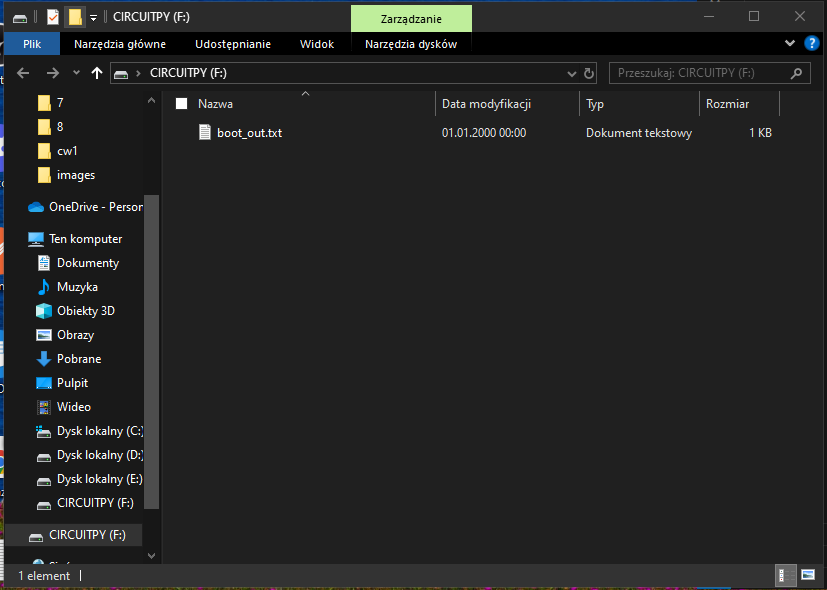 CIRCUITPY (F:)
Zarządzanie
Plik
Narzędzia główne
Udostępnianie
Widok
Narzędzia dysków
?
CIRCUITPY (F:)
Przeszukaj: CIRCUITPY (F:)
7
8
cw1
images
OneDrive - Person
Ten komputer
Dokumenty
Muzyka
Obiekty 3D
Obrazy
Pobrane
Pulpit
Wideo
Dysk lokalny (C:)
Dysk lokalny (D:)
Dysk lokalny (E:)
CIRCUITPY (F:)
CIRCUITPY (F:)
Nazwa
Data modyfikacji
Typ
Rozmiar
boot_out.txt
01.01.2000 00:00
Dokument tekstowy
1 KB
1 element